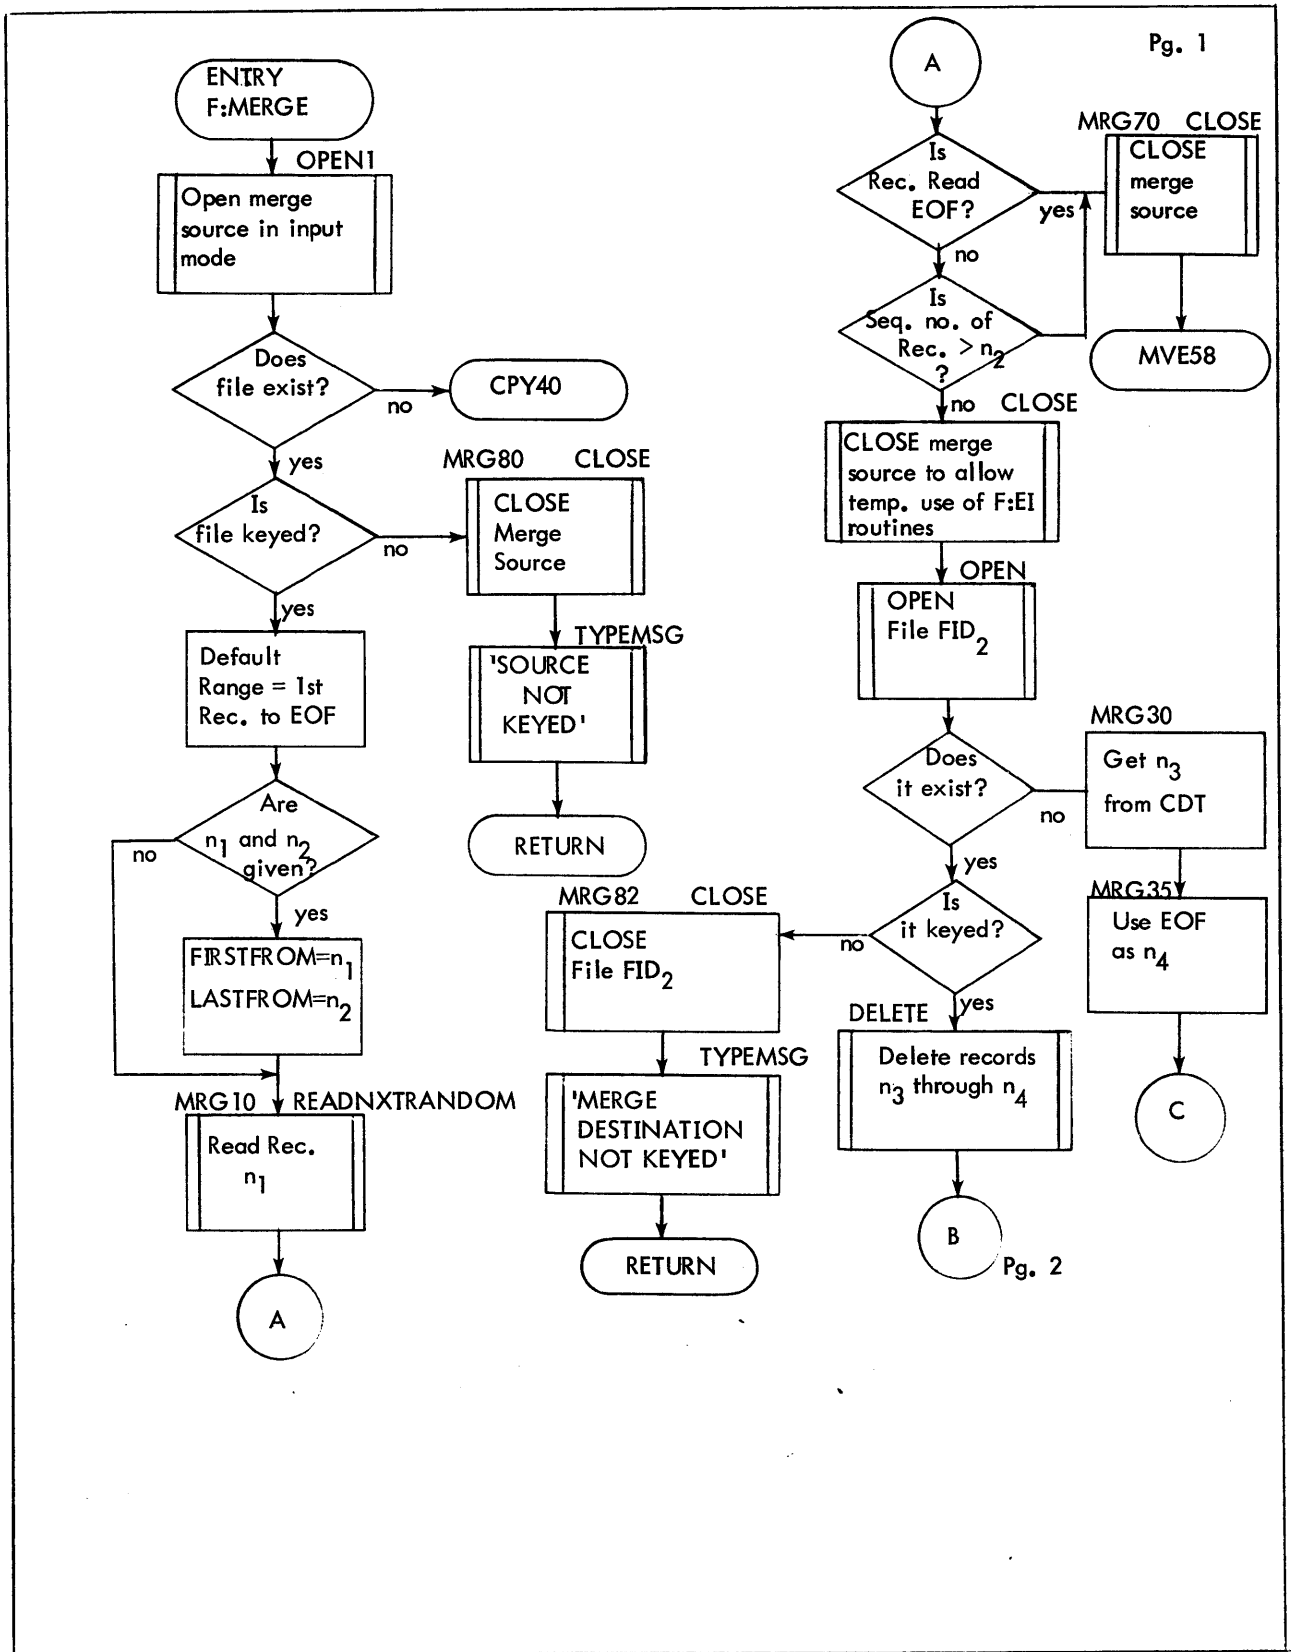 Pg. 1
ENTRY
F:MERGE
OPEN1
Open merge
source in input
mode
Does
file exist?
no
CPY40
yes
Is
file keyed?
no
MRG80 CLOSE
CLOSE
Merge
Source
yes
TYPEMSG
'SOURCE
NOT
KEYED'
RETURN
Default
Range = 1st
Rec. to EOF
Are
n1 and n2
given?
no
yes
FIRSTFROM=n1
LASTFROM=n2
MRG10 READNXTRANDOM
Read Rec.
n1
A
A
Is
Rec. Read
EOF?
yes
no
MRG70 CLOSE
CLOSE
merge
source
MVE58
Is
Seq. no. of
Rec. > n2
?
no CLOSE
CLOSE merge
source to allow
temp. use of F:EI
routines
OPEN
OPEN
File FID2
Does
it exist?
no
MRG30
Get n3
from CDT
MRG35
Use EOF
as n4
C
yes
Is
it keyed?
no
MRG82 CLOSE
CLOSE
File FID2
TYPEMSG
'MERGE
DESTINATION
NOT KEYED'
RETURN
yes
DELETE
Delete records
n3 through n4
B
Pg. 2